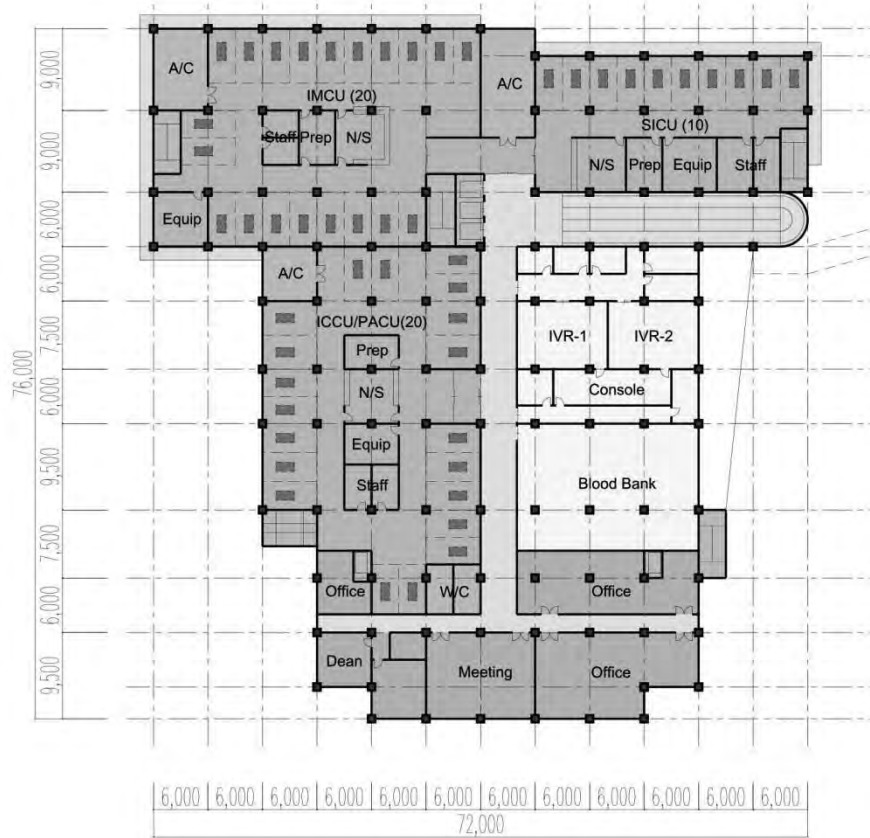 A/C
IMCU (20)
A/C
SICU (10)
Staff
Prep
N/S
N/S
Prep
Equip
Staff
Equip
A/C
ICCU/PACU(20)
IVR-1
IVR-2
Prep
N/S
Console
Equip
Blood Bank
Staff
Office
W/C
Office
Dean
Meeting
Office
9,000
9,000
6,000
6,000
7,500
6,000
9,500
7,500
6,000
9,500
76,000
6,000 6,000 6,000 6,000 6,000 6,000 6,000 6,000 6,000 6,000 6,000 6,000
72,000